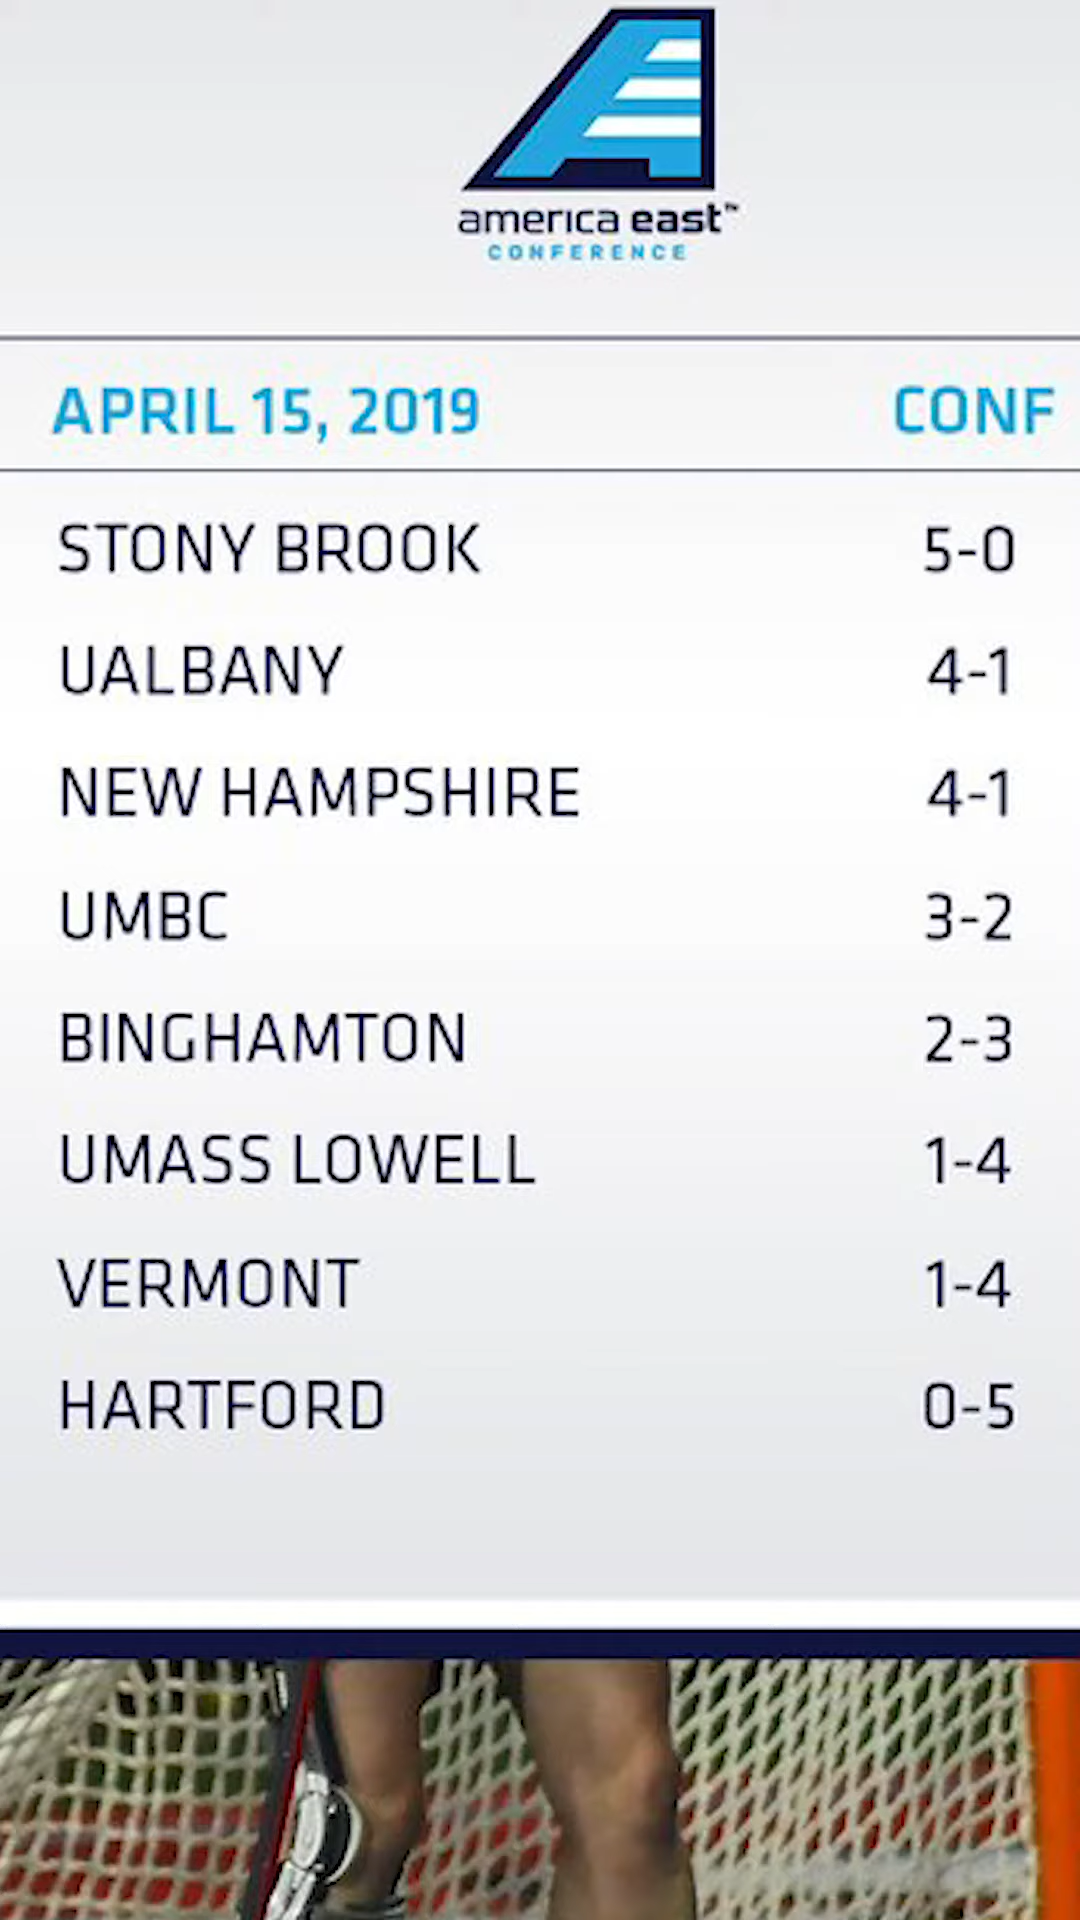 america east™
CONFERENCE
APRIL 15, 2019 CONF
STONY BROOK 5-0
UALBANY 4-1
NEW HAMPSHIRE 4-1
UMBC 3-2
BINGHAMTON 2-3
UMASS LOWELL 1-4
VERMONT 1-4
HARTFORD 0-5